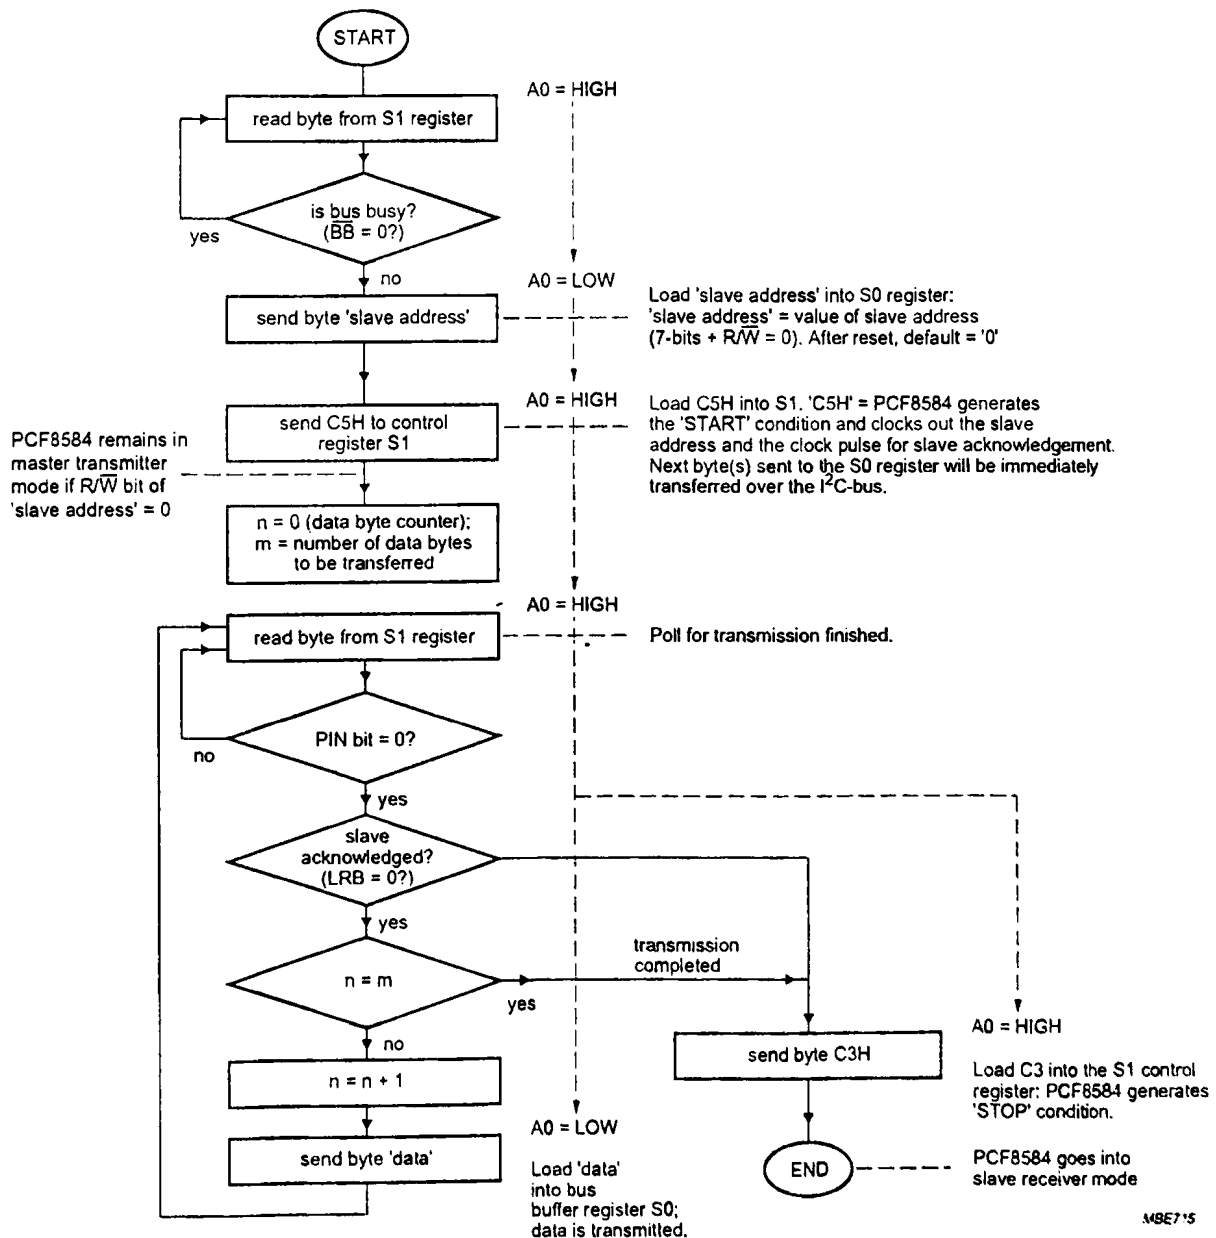 START
A0 = HIGH
read byte from S1 register
is bus busy?
(B̅B̅ = 0?)
yes
no
A0 = LOW
send byte 'slave address'
Load 'slave address' into S0 register:
'slave address' = value of slave address
(7-bits + R/W̅ = 0). After reset, default = '0'
A0 = HIGH
send C5H to control
register S1
Load C5H into S1. 'C5H' = PCF8584 generates
the 'START' condition and clocks out the slave
address and the clock pulse for slave acknowledgement.
Next byte(s) sent to the S0 register will be immediately
transferred over the I²C-bus.
PCF8584 remains in
master transmitter
mode if R/W̅ bit of
'slave address' = 0
n = 0 (data byte counter);
m = number of data bytes
to be transferred
A0 = HIGH
read byte from S1 register
Poll for transmission finished.
PIN bit = 0?
no
yes
slave
acknowledged?
(LRB = 0?)
yes
n = m
transmission
completed
yes
no
n = n + 1
send byte 'data'
A0 = LOW
Load 'data'
into bus
buffer register S0;
data is transmitted.
send byte C3H
A0 = HIGH
Load C3 into the S1 control
register: PCF8584 generates
'STOP' condition.
END
PCF8584 goes into
slave receiver mode
MBE715